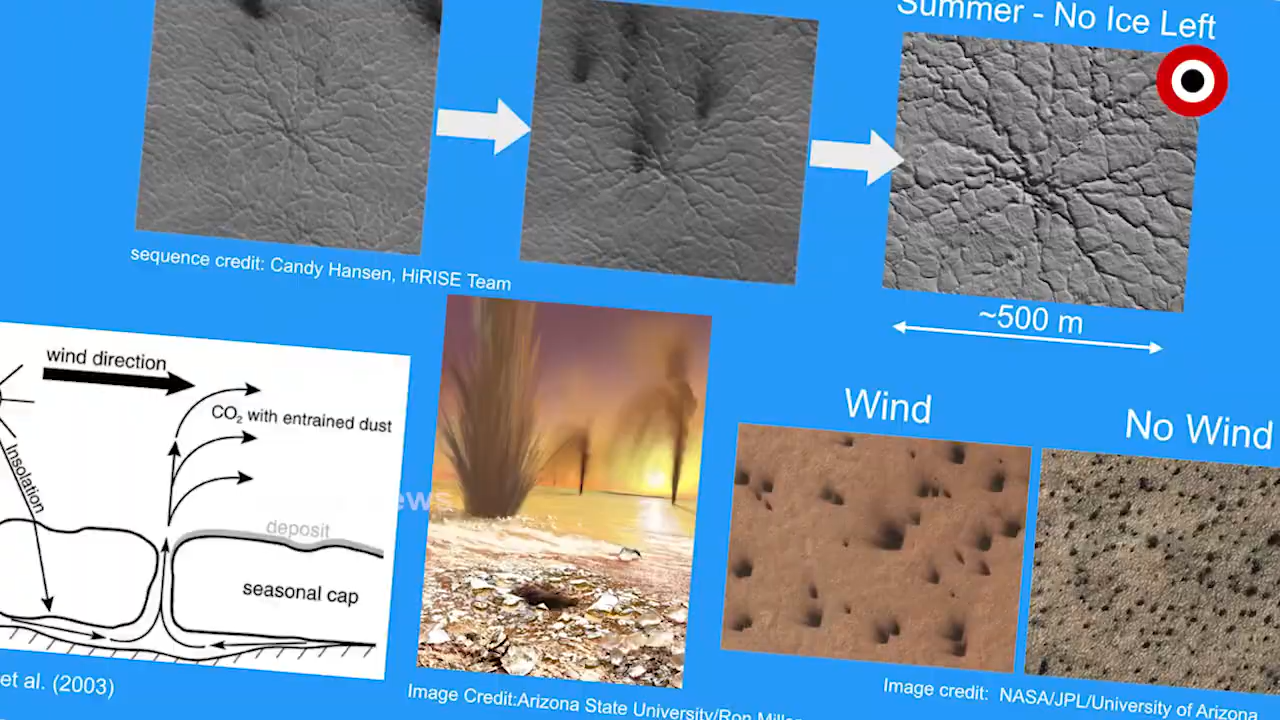 Summer - No Ice Left
sequence credit: Candy Hansen, HiRISE Team
~500 m
wind direction
CO₂ with entrained dust
Insolation
deposit
seasonal cap
et al. (2003)
Image Credit:Arizona State University/Ron
Wind
No Wind
Image credit: NASA/JPL/University of Arizona